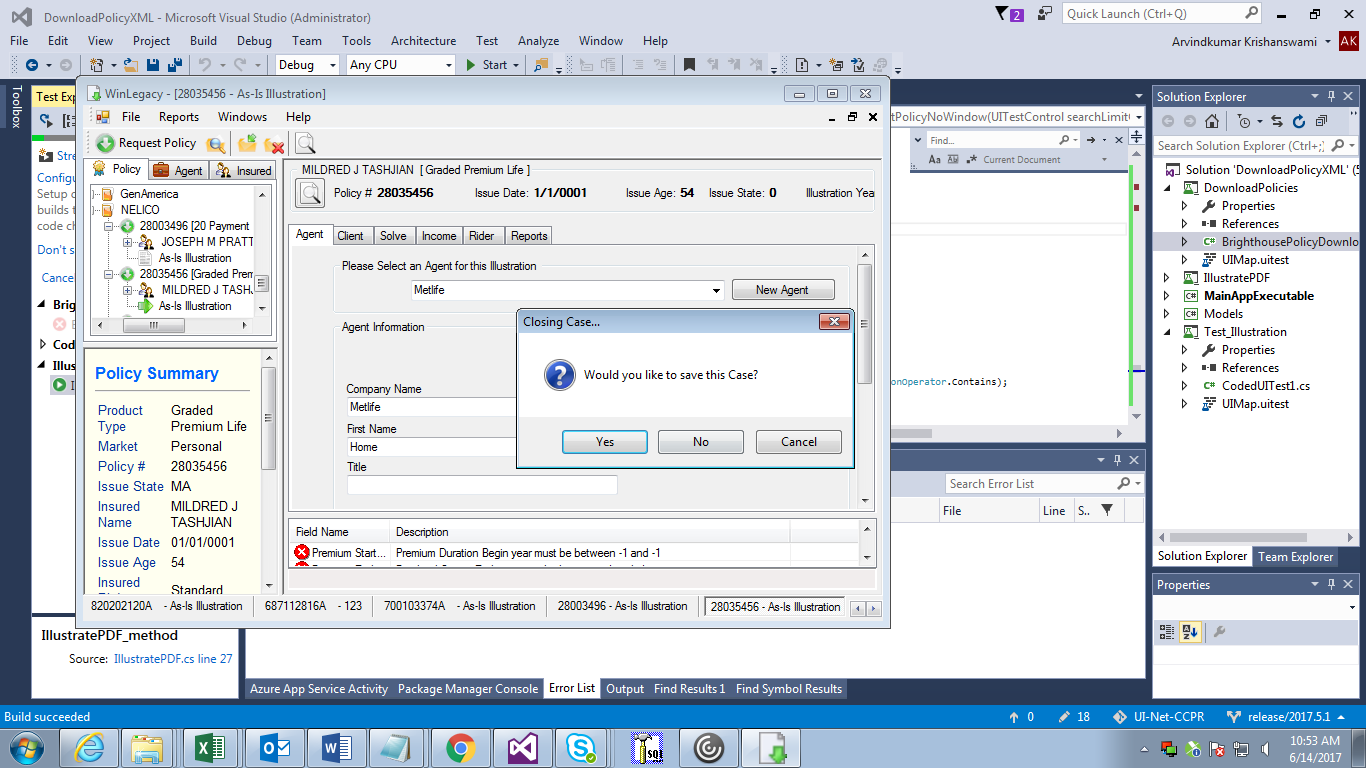 DownloadPolicyXML - Microsoft Visual Studio (Administrator)
2
Quick Launch (Ctrl+Q)
File Edit View Project Build Debug Team Tools Architecture Test Analyze Window Help
Arvindkumar Krishanswami AK
Debug Any CPU Start
Toolbox
Test Exp
Stre
Configu
Setup c
builds t
code ch
Don't s
Cance
Brig
Cod
Illus
WinLegacy - [28035456 - As-Is Illustration]
File Reports Windows Help
Request Policy
Policy Agent Insured
GenAmerica
NELICO
28003496 [20 Payment
JOSEPH M PRATT
As-Is Illustration
28035456 [Graded Prem
MILDRED J TASH
As-Is Illustration
Policy Summary
Product Type Graded Premium Life
Market Personal
Policy # 28035456
Issue State MA
Insured Name MILDRED J TASHJIAN
Issue Date 01/01/0001
Issue Age 54
Insured
Standard
MILDRED J TASHJIAN [ Graded Premium Life ]
Policy # 28035456 Issue Date: 1/1/0001 Issue Age: 54 Issue State: 0 Illustration Yea
Agent Client Solve Income Rider Reports
Please Select an Agent for this Illustration
Metlife
New Agent
Agent Information
Company Name
Metlife
First Name
Home
Title
Closing Case...
Would you like to save this Case?
Yes No Cancel
Field Name Description
Premium Start... Premium Duration Begin year must be between -1 and -1
820202120A - As-Is Illustration 687112816A - 123 700103374A - As-Is Illustration 28003496 - As-Is Illustration 28035456 - As-Is Illustration
etPolicyNoWindow(UITestControl searchLimit
Find...
Aa Current Document
onOperator.Contains);
Search Error List
File Line S..
Solution Explorer
Search Solution Explorer (Ctrl+;)
Solution 'DownloadPolicyXML' (5
DownloadPolicies
Properties
References
BrighthousePolicyDownlo
UIMap.uitest
IllustratePDF
MainAppExecutable
Models
Test_Illustration
Properties
References
CodedUITest1.cs
UIMap.uitest
Solution Explorer Team Explorer
Properties
IllustratePDF_method
Source: IllustratePDF.cs line 27
Azure App Service Activity Package Manager Console Error List Output Find Results 1 Find Symbol Results
Build succeeded
0 18 UI-Net-CCPR release/2017.5.1
10:53 AM
6/14/2017